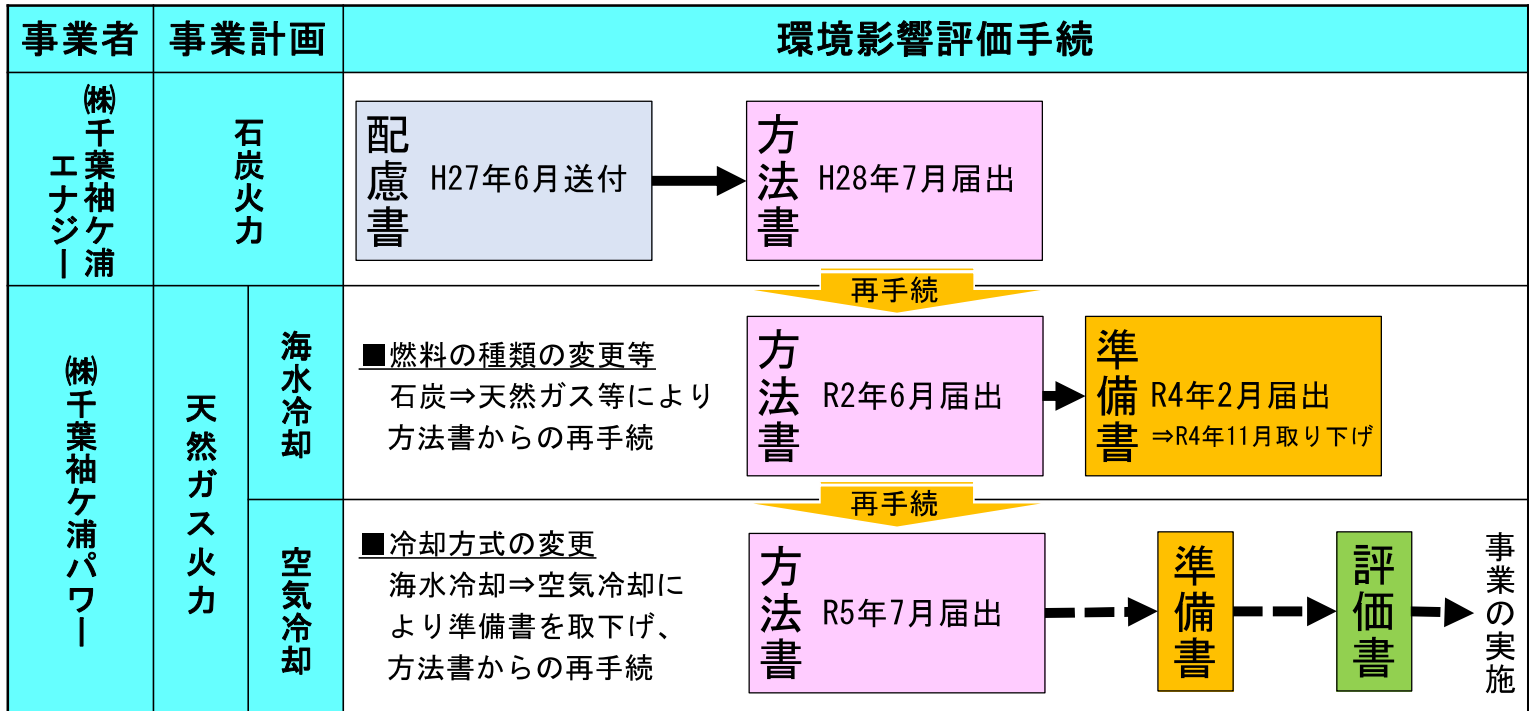 事業者
事業計画
環境影響評価手続
㈱千葉袖ケ浦
エナジー
石炭火力
配慮書
H27年6月送付
方法書
H28年7月届出
再手続
㈱千葉袖ケ浦パワー
天然ガス火力
海水冷却
■燃料の種類の変更等
石炭⇒天然ガス等により
方法書からの再手続
方法書
R2年6月届出
準備書
R4年2月届出
⇒R4年11月取り下げ
再手続
空気冷却
■冷却方式の変更
海水冷却⇒空気冷却に
より準備書を取下げ、
方法書からの再手続
方法書
R5年7月届出
準備書
評価書
事業の実施